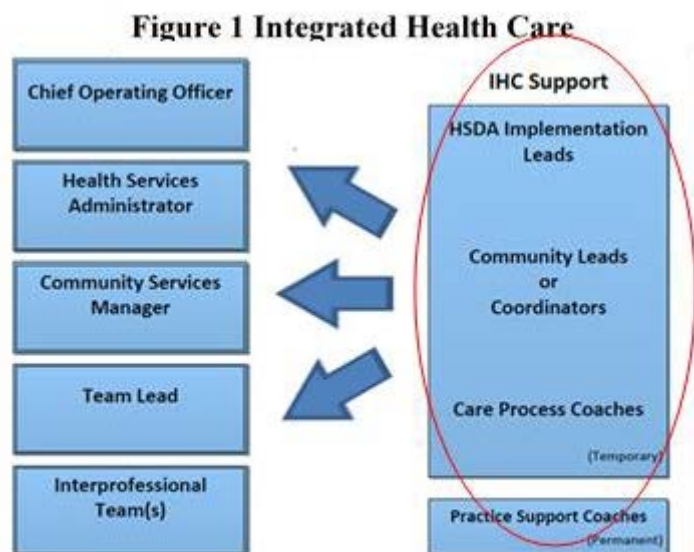 Figure 1 Integrated Health Care
Chief Operating Officer
Health Services
Administrator
Community Services
Manager
Team Lead
Interprofessional
Team(s)
IHC Support
HSDA Implementation
Leads
Community Leads
or
Coordinators
Care Process Coaches
(Temporary)
Practice Support Coaches
(Permanent)